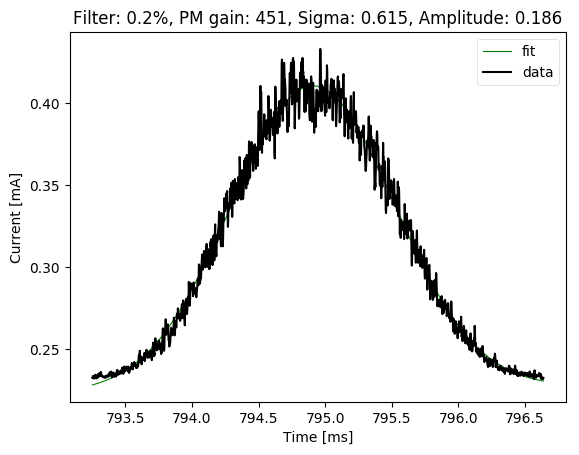 Filter: 0.2%, PM gain: 451, Sigma: 0.615, Amplitude: 0.186
fit
data
0.40
0.35
0.30
0.25
Current [mA]
793.5 794.0 794.5 795.0 795.5 796.0 796.5
Time [ms]